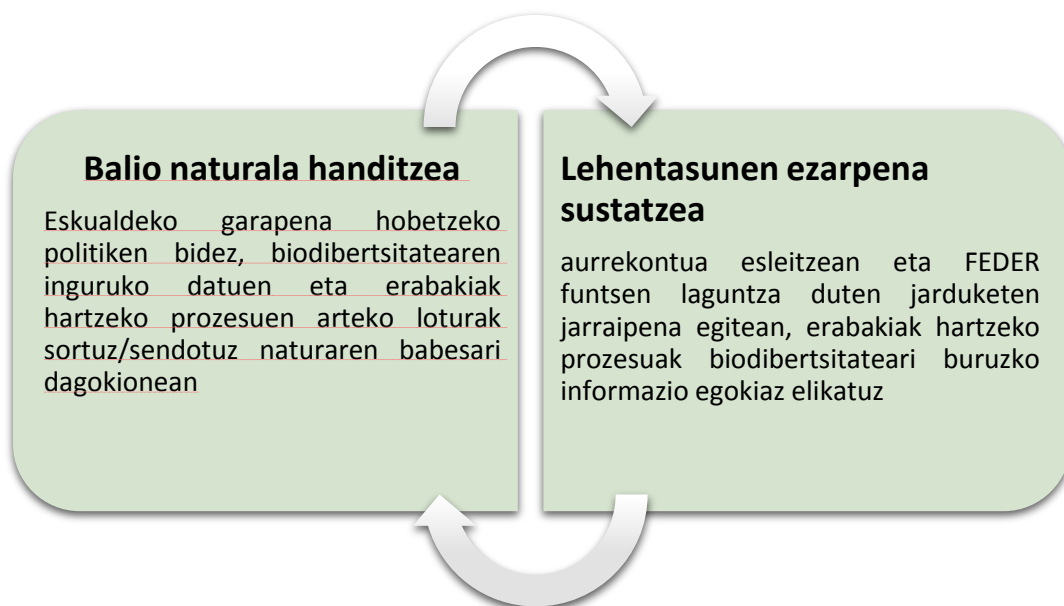 Balio naturala handitzea
Eskualdeko garapena hobetzeko
politiken bidez, biodibertsitatearen
inguruko datuen eta erabakiak
hartzeko prozesuen arteko loturak
sortuz/sendotuz naturaren babesari
dagokionean
Lehentasunen ezarpena
sustatzea
aurrekontua esleitzean eta FEDER
funtsen laguntza duten jarduketen
jarraipena egitean, erabakiak hartzeko
prozesuak biodibertsitateari buruzko
informazio egokiaz elikatuz